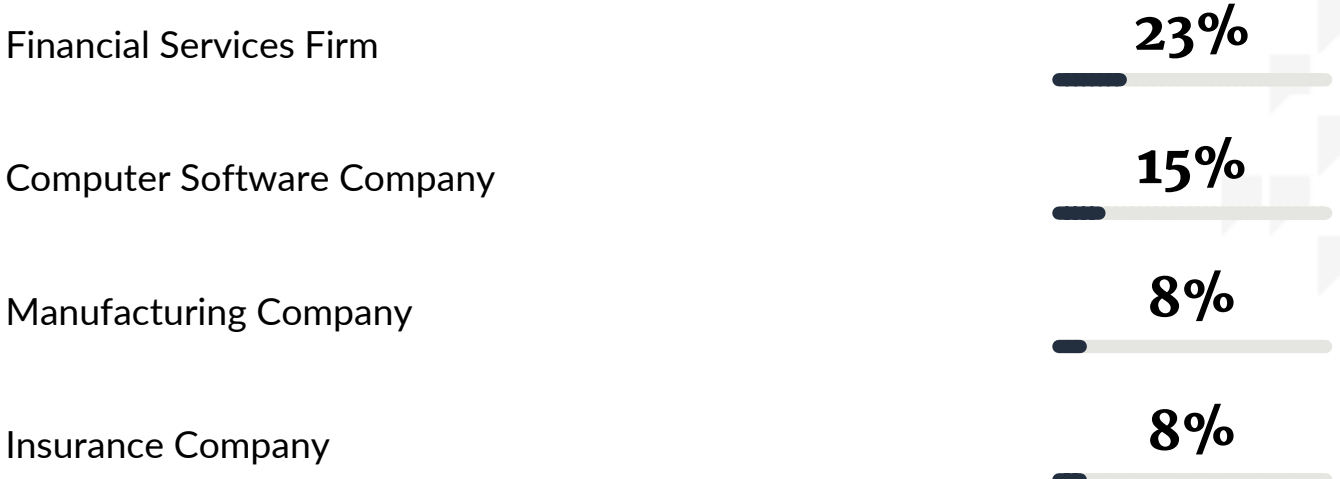 Financial Services Firm 23%
Computer Software Company 15%
Manufacturing Company 8%
Insurance Company 8%